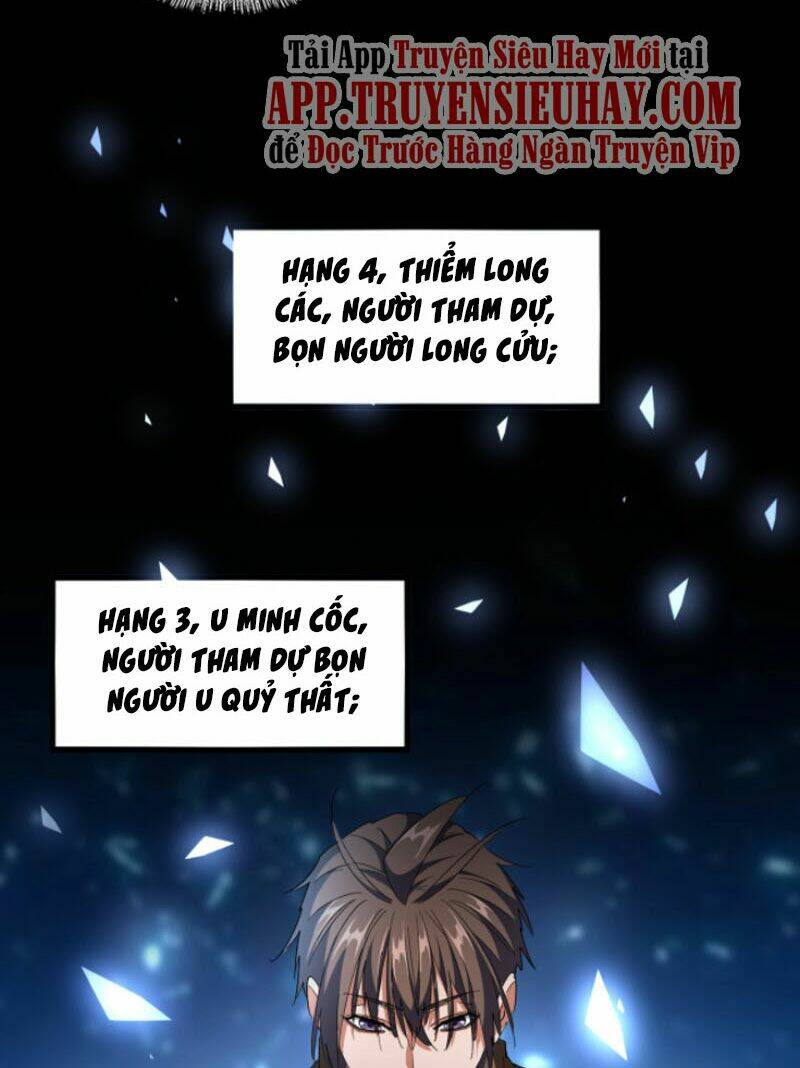 Tải App Truyện Siêu Hay Mới tại
APP.TRUYENSIEUHAY.COM
để Đọc Trước Hàng Ngàn Truyện Vip
HẠNG 4, THIỂM LONG
CÁC, NGƯỜI THAM DỰ,
BỌN NGƯỜI LONG CỬU;
HẠNG 3, U MINH CỐC,
NGƯỜI THAM DỰ BỌN
NGƯỜI U QUỶ THẤT;